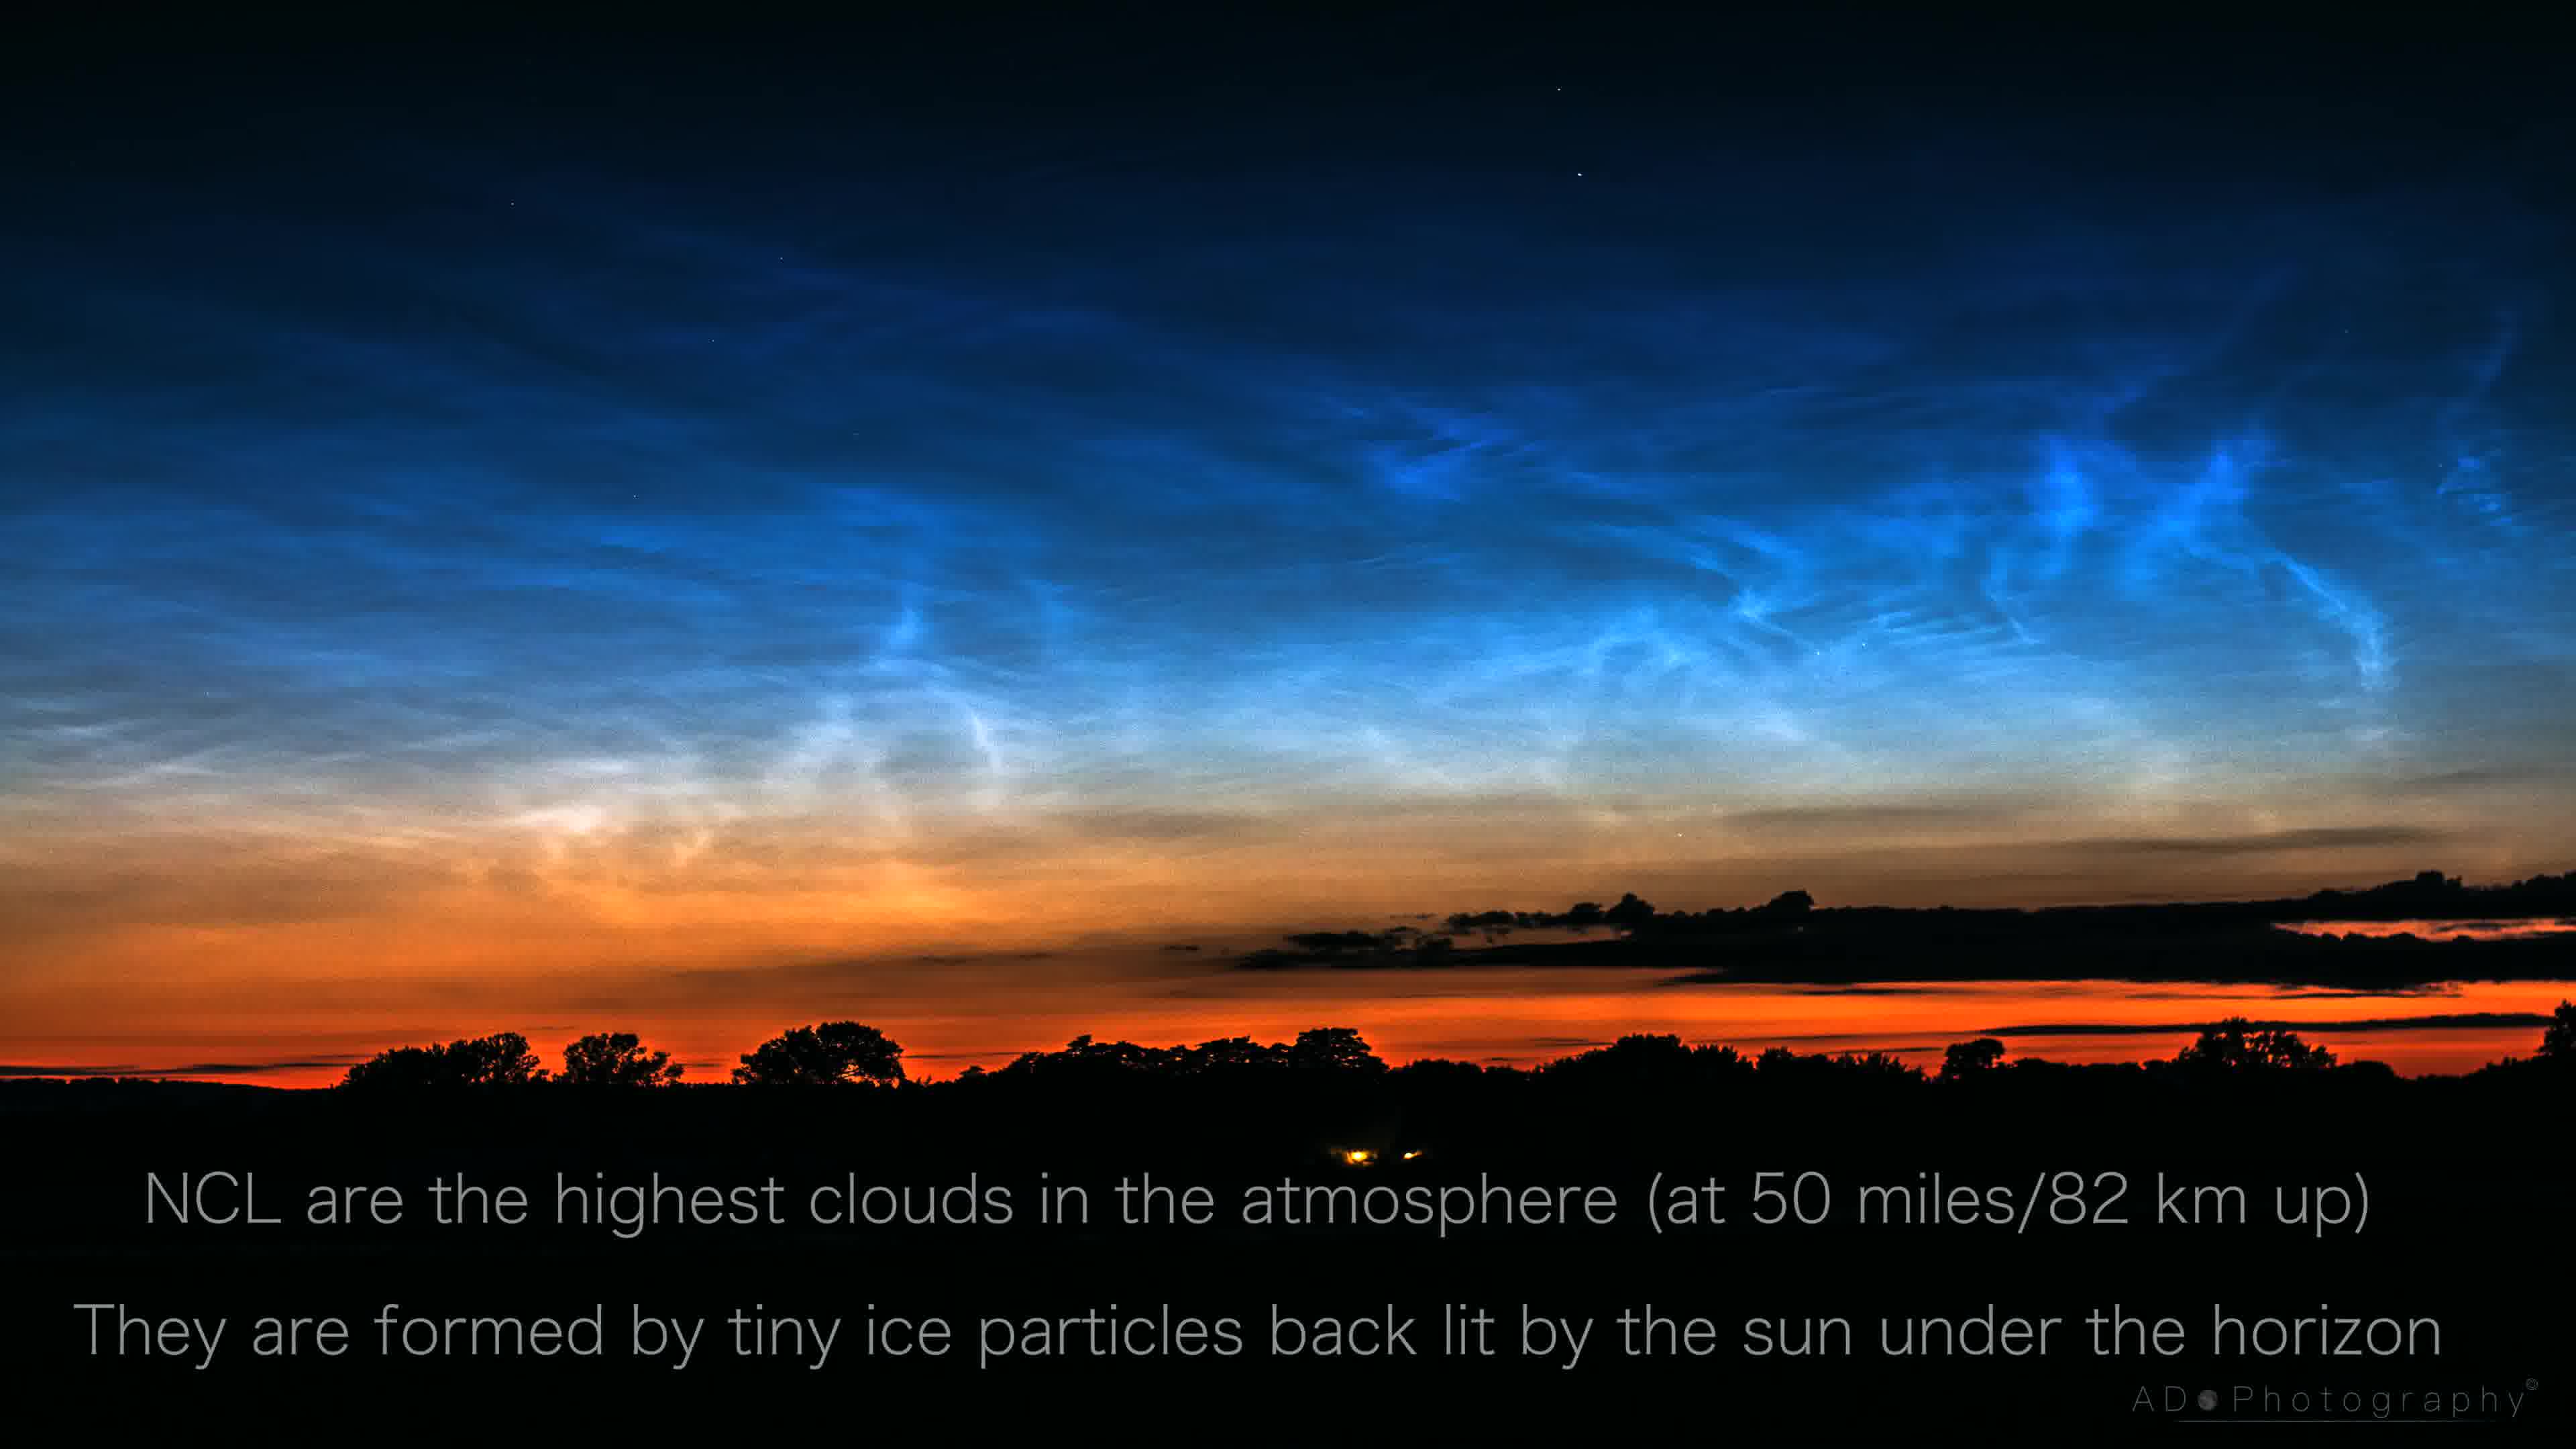 NCL are the highest clouds in the atmosphere (at 50 miles/82 km up)
They are formed by tiny ice particles back lit by the sun under the horizon
AD Photography©